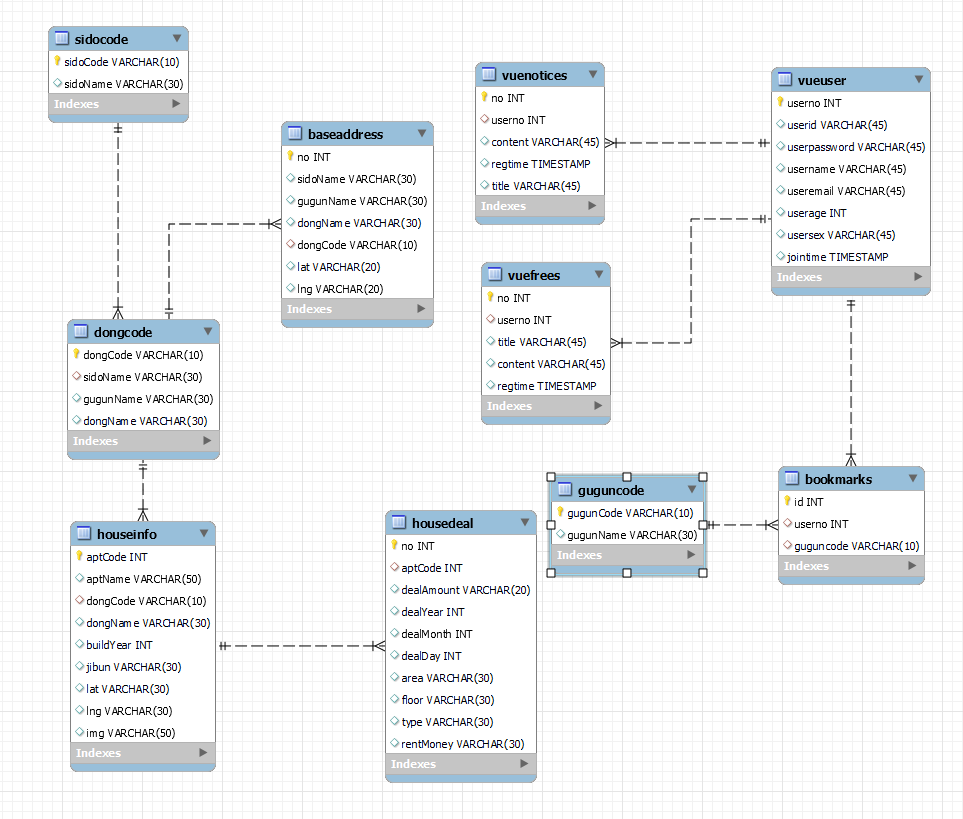 sidocode
sidoCode VARCHAR(10)
sidoName VARCHAR(30)
Indexes
baseaddress
no INT
sidoName VARCHAR(30)
gugunName VARCHAR(30)
dongName VARCHAR(30)
dongCode VARCHAR(10)
lat VARCHAR(20)
lng VARCHAR(20)
Indexes
vuenotices
no INT
userno INT
content VARCHAR(45)
regtime TIMESTAMP
title VARCHAR(45)
Indexes
vueuser
userno INT
userid VARCHAR(45)
userpassword VARCHAR(45)
username VARCHAR(45)
useremail VARCHAR(45)
userage INT
usersex VARCHAR(45)
jointime TIMESTAMP
Indexes
vuefrees
no INT
userno INT
title VARCHAR(45)
content VARCHAR(45)
regtime TIMESTAMP
Indexes
dongcode
dongCode VARCHAR(10)
sidoName VARCHAR(30)
gugunName VARCHAR(30)
dongName VARCHAR(30)
Indexes
houseinfo
aptCode INT
aptName VARCHAR(50)
dongCode VARCHAR(10)
dongName VARCHAR(30)
buildYear INT
jibun VARCHAR(30)
lat VARCHAR(30)
lng VARCHAR(30)
img VARCHAR(50)
Indexes
housedeal
no INT
aptCode INT
dealAmount VARCHAR(20)
dealYear INT
dealMonth INT
dealDay INT
area VARCHAR(30)
floor VARCHAR(30)
type VARCHAR(30)
rentMoney VARCHAR(30)
Indexes
guguncode
gugunCode VARCHAR(10)
gugunName VARCHAR(30)
Indexes
bookmarks
id INT
userno INT
guguncode VARCHAR(10)
Indexes